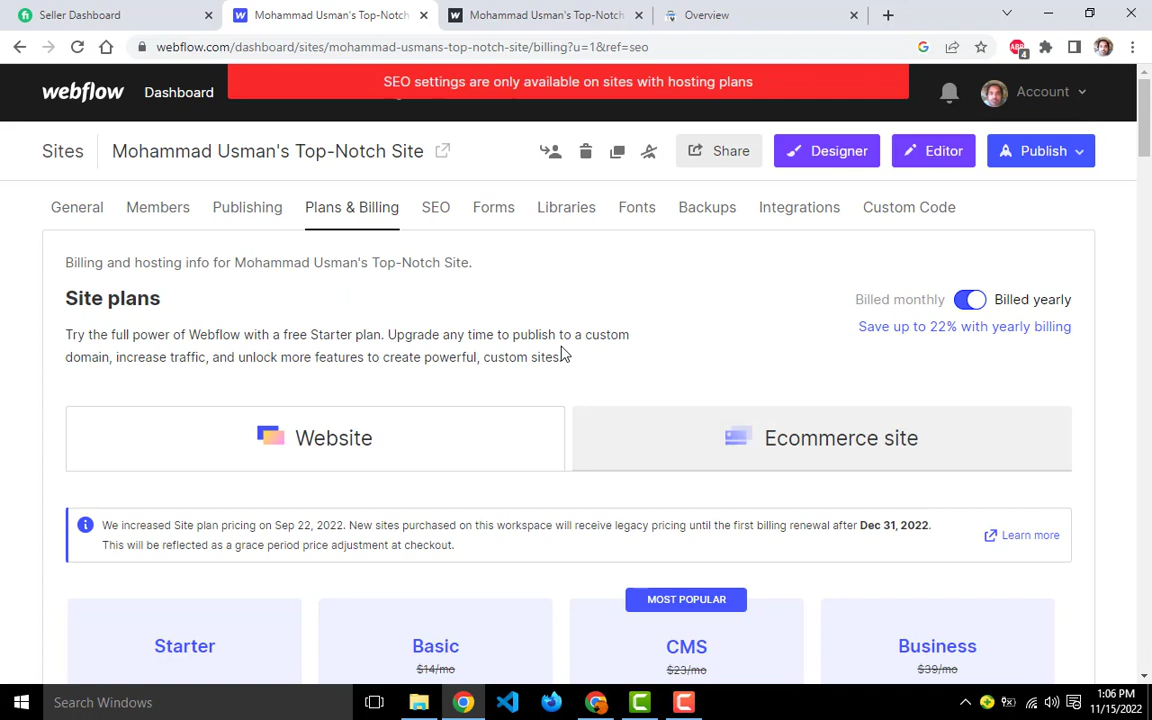 Seller Dashboard
Mohammad Usman's Top-Notch
Mohammad Usman's Top-Notch
Overview
webflow.com/dashboard/sites/mohammad-usmans-top-notch-site/billing?u=1&ref=seo
ABP
4
SEO settings are only available on sites with hosting plans
webflow
Dashboard
Account
Sites
Mohammad Usman's Top-Notch Site
Share
Designer
Editor
Publish
General
Members
Publishing
Plans & Billing
SEO
Forms
Libraries
Fonts
Backups
Integrations
Custom Code
Billing and hosting info for Mohammad Usman's Top-Notch Site.
Site plans
Billed monthly
Billed yearly
Try the full power of Webflow with a free Starter plan. Upgrade any time to publish to a custom
domain, increase traffic, and unlock more features to create powerful, custom sites.
Save up to 22% with yearly billing
Website
Ecommerce site
We increased Site plan pricing on Sep 22, 2022. New sites purchased on this workspace will receive legacy pricing until the first billing renewal after Dec 31, 2022.
This will be reflected as a grace period price adjustment at checkout.
Learn more
MOST POPULAR
Starter
Basic
$14/mo
CMS
$23/mo
Business
$39/mo
Search Windows
1:06 PM
11/15/2022